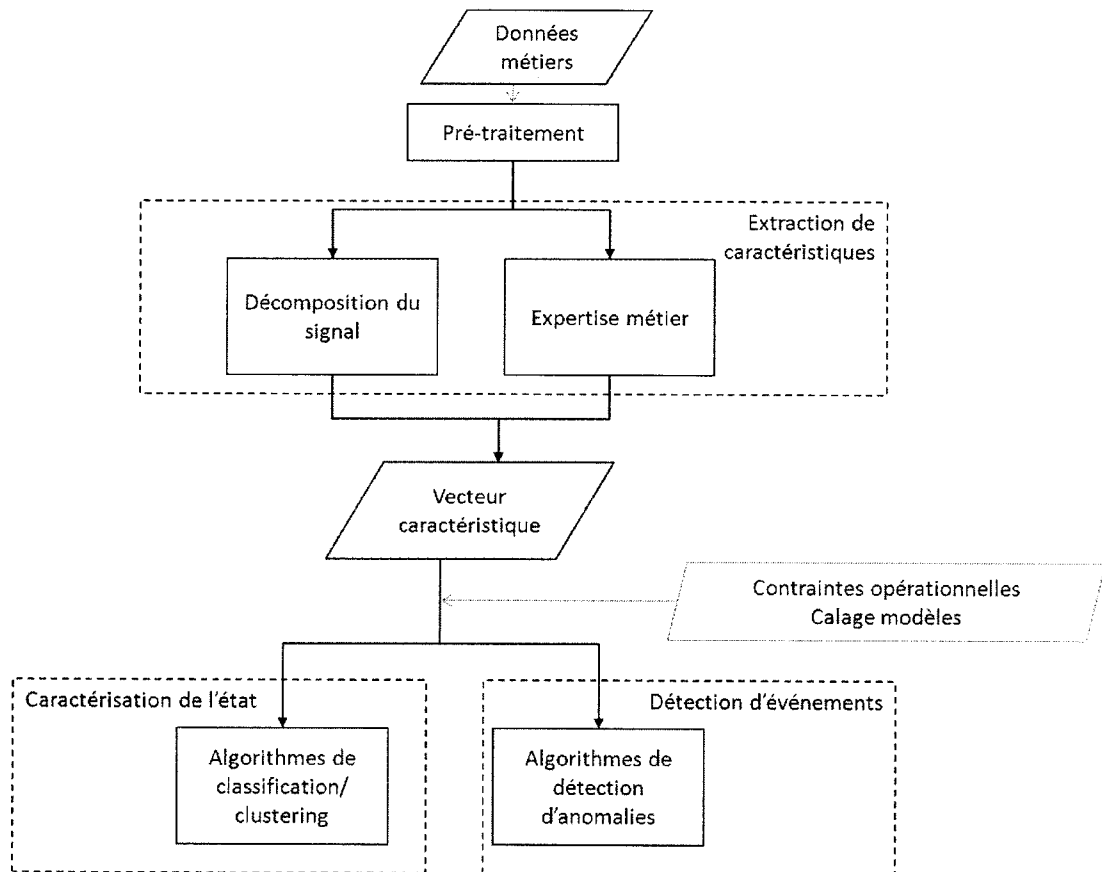 Données
métiers
Pré-traitement
Extraction de
caractéristiques
Décomposition du
signal
Expertise métier
Vecteur
caractéristique
Contraintes opérationnelles
Calage modèles
Caractérisation de l'état
Détection d'événements
Algorithmes de
classification/
clustering
Algorithmes de
détection
d'anomalies